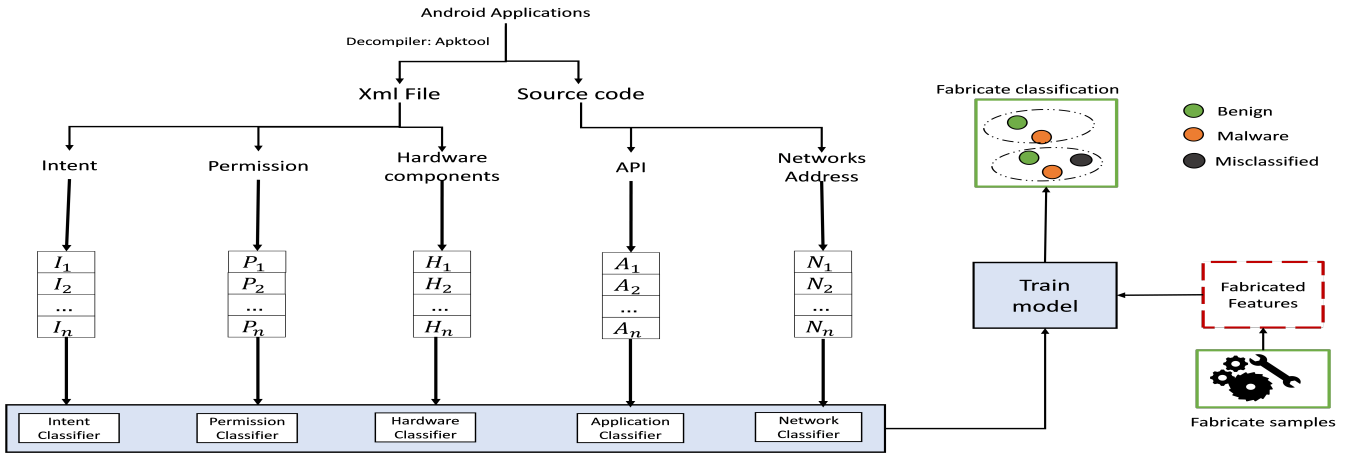 Android Applications
Decompiler: Apktool
Xml File
Source code
Intent
Permission
Hardware
components
API
Networks
Address
I₁
I₂
...
Iₙ
P₁
P₂
...
Pₙ
H₁
H₂
...
Hₙ
A₁
A₂
...
Aₙ
N₁
N₂
...
Nₙ
Intent
Classifier
Permission
Classifier
Hardware
Classifier
Application
Classifier
Network
Classifier
Fabricate classification
Benign
Malware
Misclassified
Train
model
Fabricated
Features
Fabricate samples